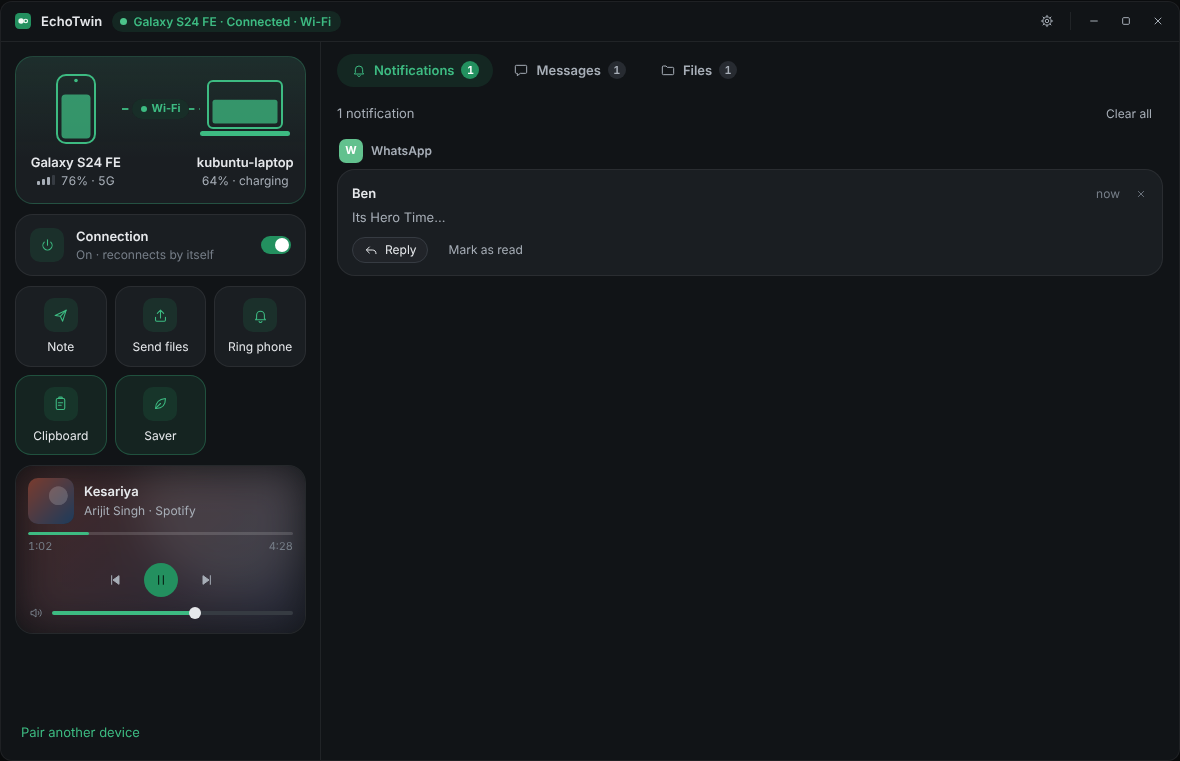 EchoTwin
Galaxy S24 FE · Connected · Wi-Fi
Wi-Fi
Galaxy S24 FE
76% · 5G
kubuntu-laptop
64% · charging
Connection
On · reconnects by itself
Note
Send files
Ring phone
Clipboard
Saver
Kesariya
Arijit Singh · Spotify
1:02
4:28
Pair another device
Notifications 1
Messages 1
Files 1
1 notification
Clear all
W
WhatsApp
Ben
now
Its Hero Time...
Reply
Mark as read